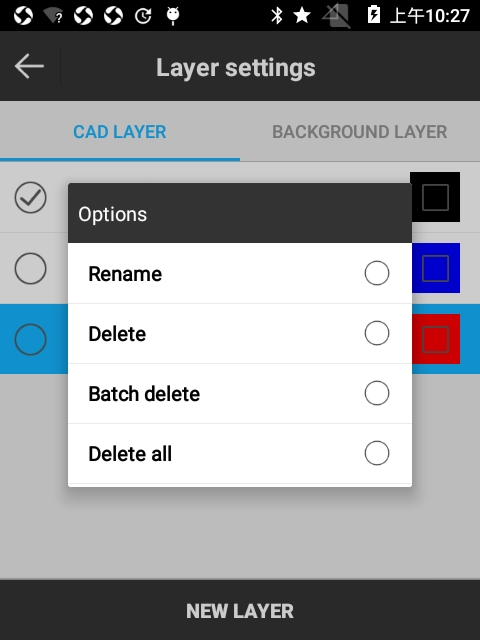 上午10:27
Layer settings
CAD LAYER
BACKGROUND LAYER
Options
Rename
Delete
Batch delete
Delete all
NEW LAYER